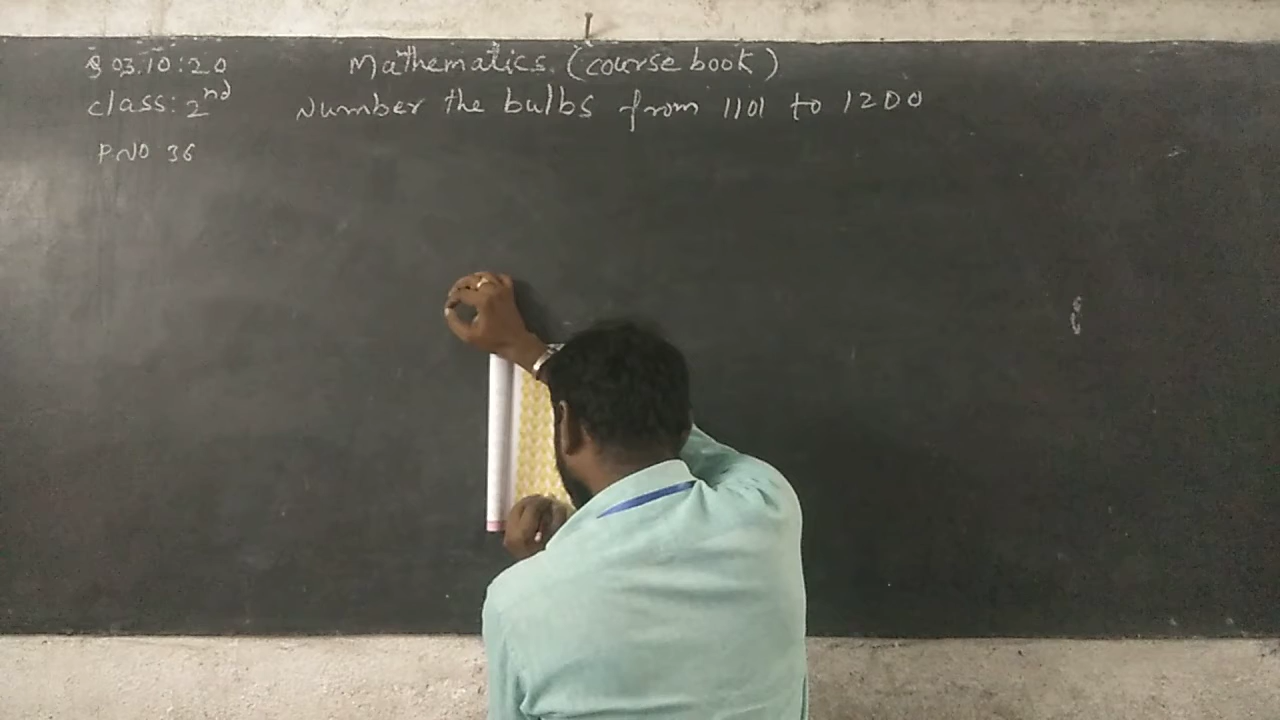 03.10:20
Mathematics. (course book)
class: 2nd
Number the bulbs from 1101 to 1200
P NO 36